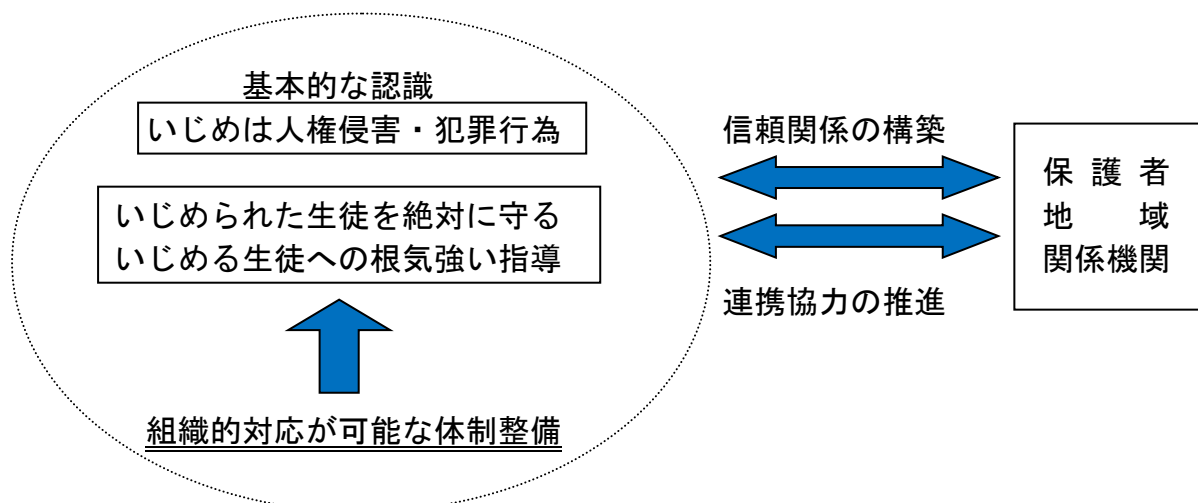 基本的な認識
いじめは人権侵害・犯罪行為
いじめられた生徒を絶対に守る
いじめる生徒への根気強い指導
組織的対応が可能な体制整備
信頼関係の構築
連携協力の推進
保護者
地域
関係機関